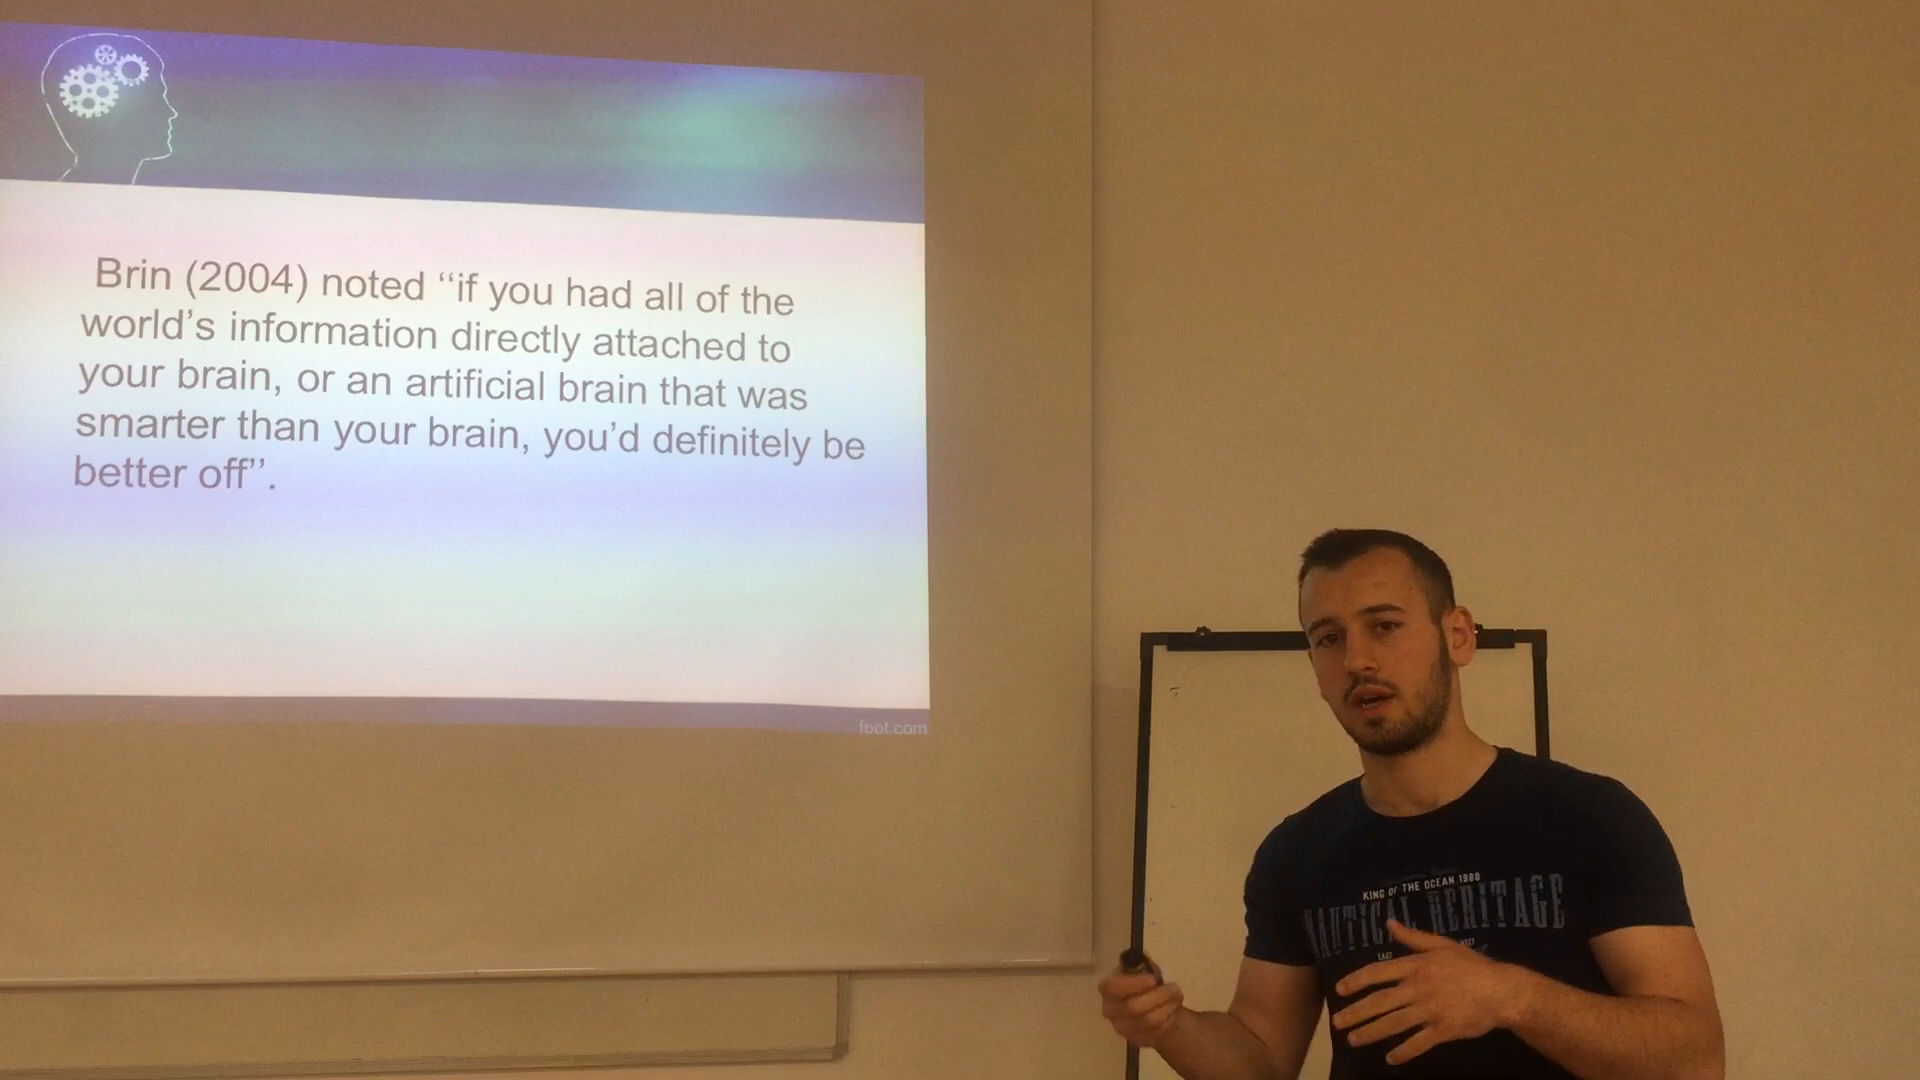 Brin (2004) noted “if you had all of the
world’s information directly attached to
your brain, or an artificial brain that was
smarter than your brain, you’d definitely be
better off”.
fppt.com
KING OF THE OCEAN 1988
NAUTICAL HERITAGE